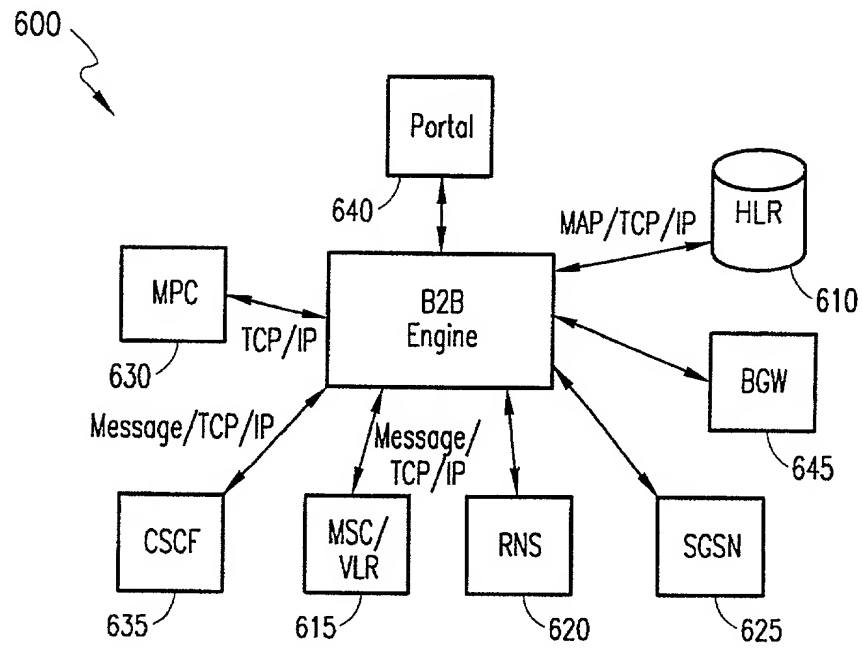 600
Portal
640
MAP/TCP/IP
HLR
610
MPC
630
TCP/IP
B2B
Engine
BGW
645
Message/TCP/IP
Message/
TCP/IP
CSCF
635
MSC/
VLR
615
RNS
620
SGSN
625